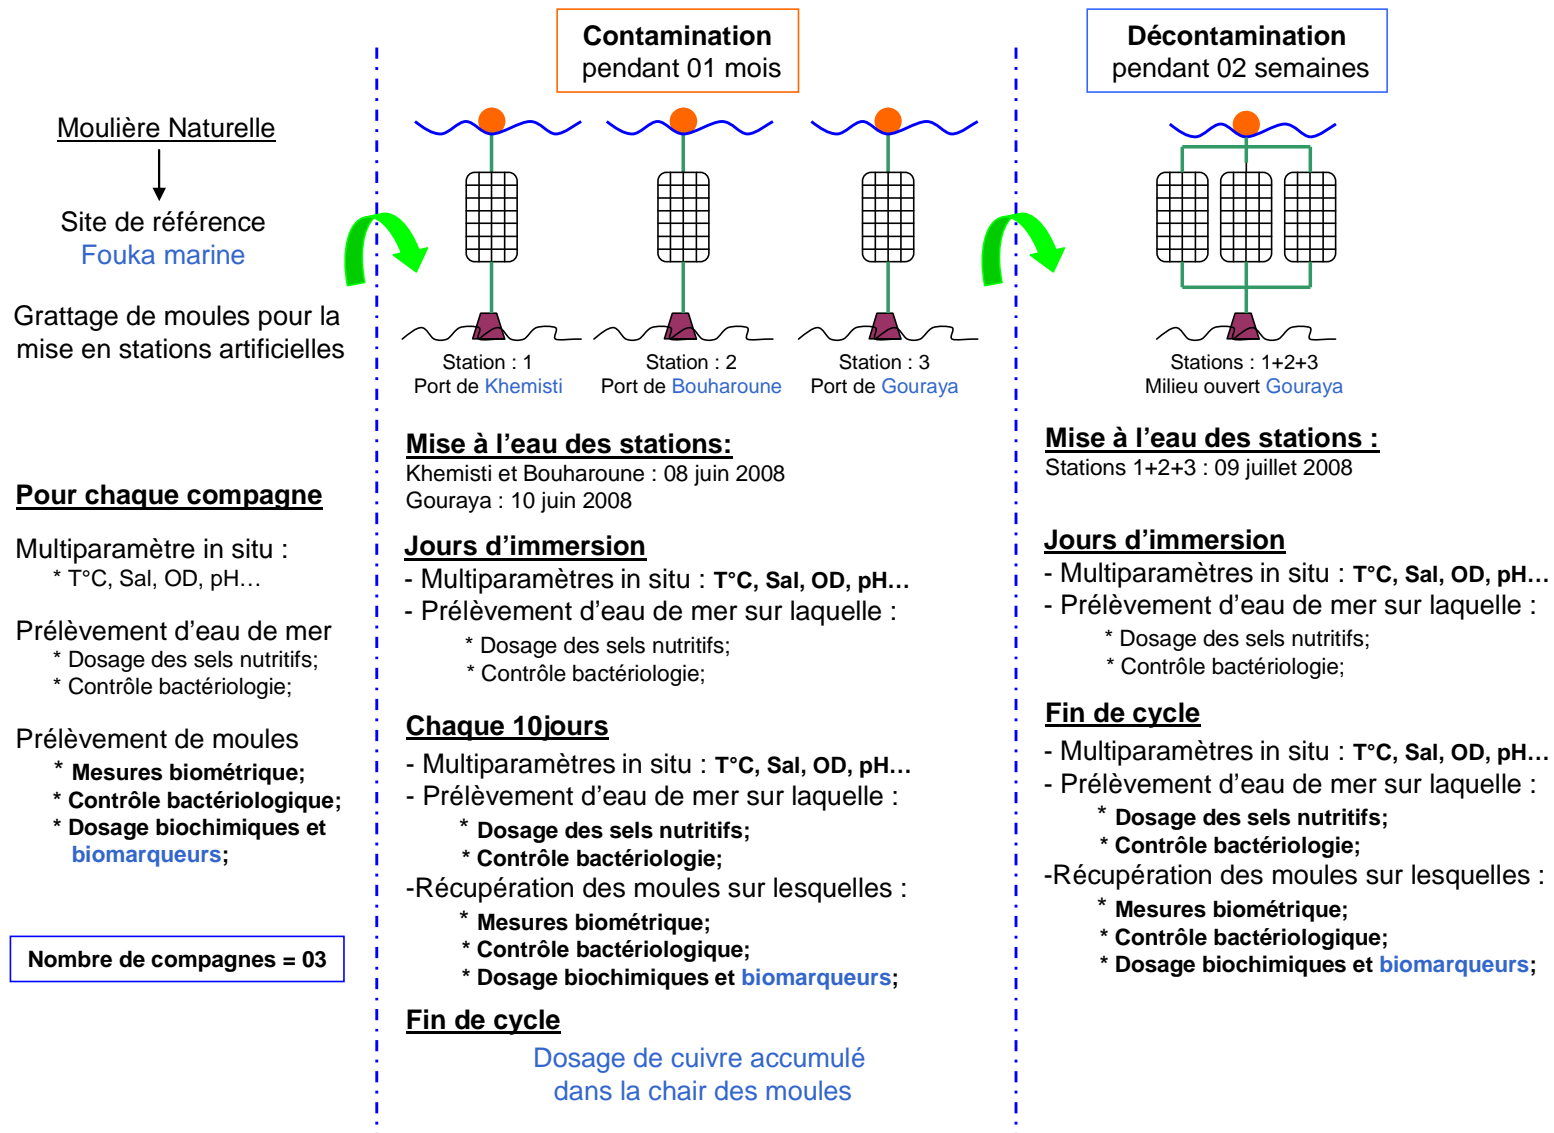 Moulière Naturelle
Site de référence
Fouka marine
Grattage de moules pour la
mise en stations artificielles
Pour chaque compagne
Multiparamètre in situ :
* T°C, Sal, OD, pH…
Prélèvement d'eau de mer
* Dosage des sels nutritifs;
* Contrôle bactériologie;
Prélèvement de moules
* Mesures biométrique;
* Contrôle bactériologique;
* Dosage biochimiques et
biomarqueurs;
Nombre de compagnes = 03
Contamination
pendant 01 mois
Station : 1
Port de Khemisti
Station : 2
Port de Bouharoune
Station : 3
Port de Gouraya
Mise à l'eau des stations:
Khemisti et Bouharoune : 08 juin 2008
Gouraya : 10 juin 2008
Jours d'immersion
- Multiparamètres in situ : T°C, Sal, OD, pH…
- Prélèvement d'eau de mer sur laquelle :
* Dosage des sels nutritifs;
* Contrôle bactériologie;
Chaque 10jours
- Multiparamètres in situ : T°C, Sal, OD, pH…
- Prélèvement d'eau de mer sur laquelle :
* Dosage des sels nutritifs;
* Contrôle bactériologie;
-Récupération des moules sur lesquelles :
* Mesures biométrique;
* Contrôle bactériologique;
* Dosage biochimiques et biomarqueurs;
Fin de cycle
Dosage de cuivre accumulé
dans la chair des moules
Décontamination
pendant 02 semaines
Stations : 1+2+3
Milieu ouvert Gouraya
Mise à l'eau des stations :
Stations 1+2+3 : 09 juillet 2008
Jours d'immersion
- Multiparamètres in situ : T°C, Sal, OD, pH…
- Prélèvement d'eau de mer sur laquelle :
* Dosage des sels nutritifs;
* Contrôle bactériologie;
Fin de cycle
- Multiparamètres in situ : T°C, Sal, OD, pH…
- Prélèvement d'eau de mer sur laquelle :
* Dosage des sels nutritifs;
* Contrôle bactériologie;
-Récupération des moules sur lesquelles :
* Mesures biométrique;
* Contrôle bactériologique;
* Dosage biochimiques et biomarqueurs;